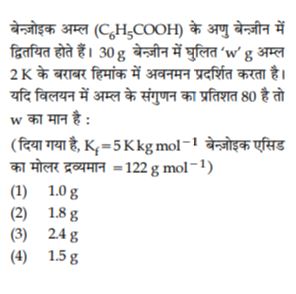 बेन्ज़ोइक अम्ल (C₆H₅COOH) के अणु बेन्ज़ीन में
द्वितयित होते हैं। 30 g बेन्ज़ीन में घुलित ‘w’ g अम्ल
2 K के बराबर हिमांक में अवनमन प्रदर्शित करता है।
यदि विलयन में अम्ल के संगुणन का प्रतिशत 80 है तो
w का मान है :
(दिया गया है, K_f = 5 K kg mol⁻¹ बेन्ज़ोइक एसिड
का मोलर द्रव्यमान = 122 g mol⁻¹)
(1) 1.0 g
(2) 1.8 g
(3) 2.4 g
(4) 1.5 g